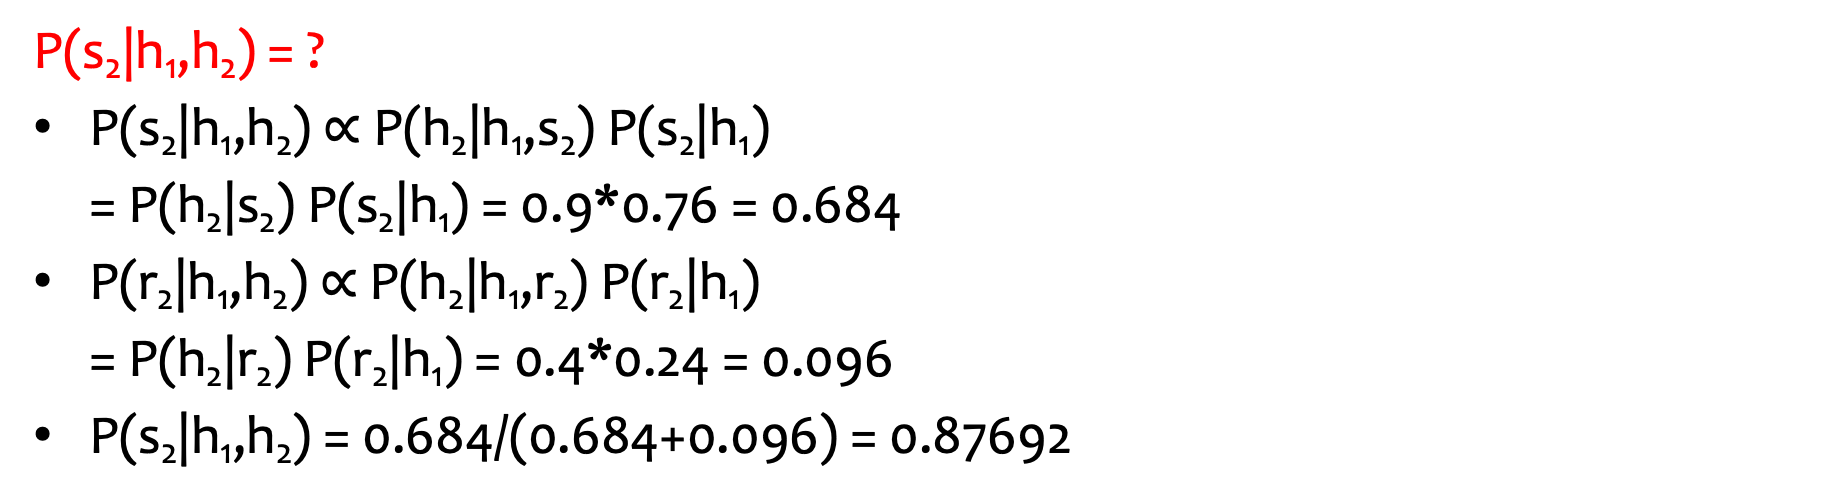 P(s₂|h₁,h₂) = ?
• P(s₂|h₁,h₂) ∝ P(h₂|h₁,s₂) P(s₂|h₁)
= P(h₂|s₂) P(s₂|h₁) = 0.9*0.76 = 0.684
• P(r₂|h₁,h₂) ∝ P(h₂|h₁,r₂) P(r₂|h₁)
= P(h₂|r₂) P(r₂|h₁) = 0.4*0.24 = 0.096
• P(s₂|h₁,h₂) = 0.684/(0.684+0.096) = 0.87692